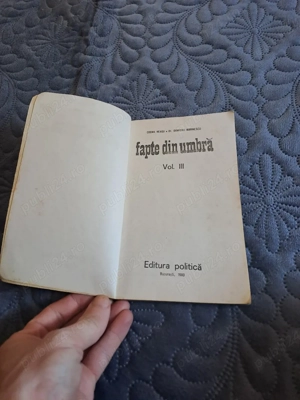 fapte din umbră
Vol. III
Editura politică
București,